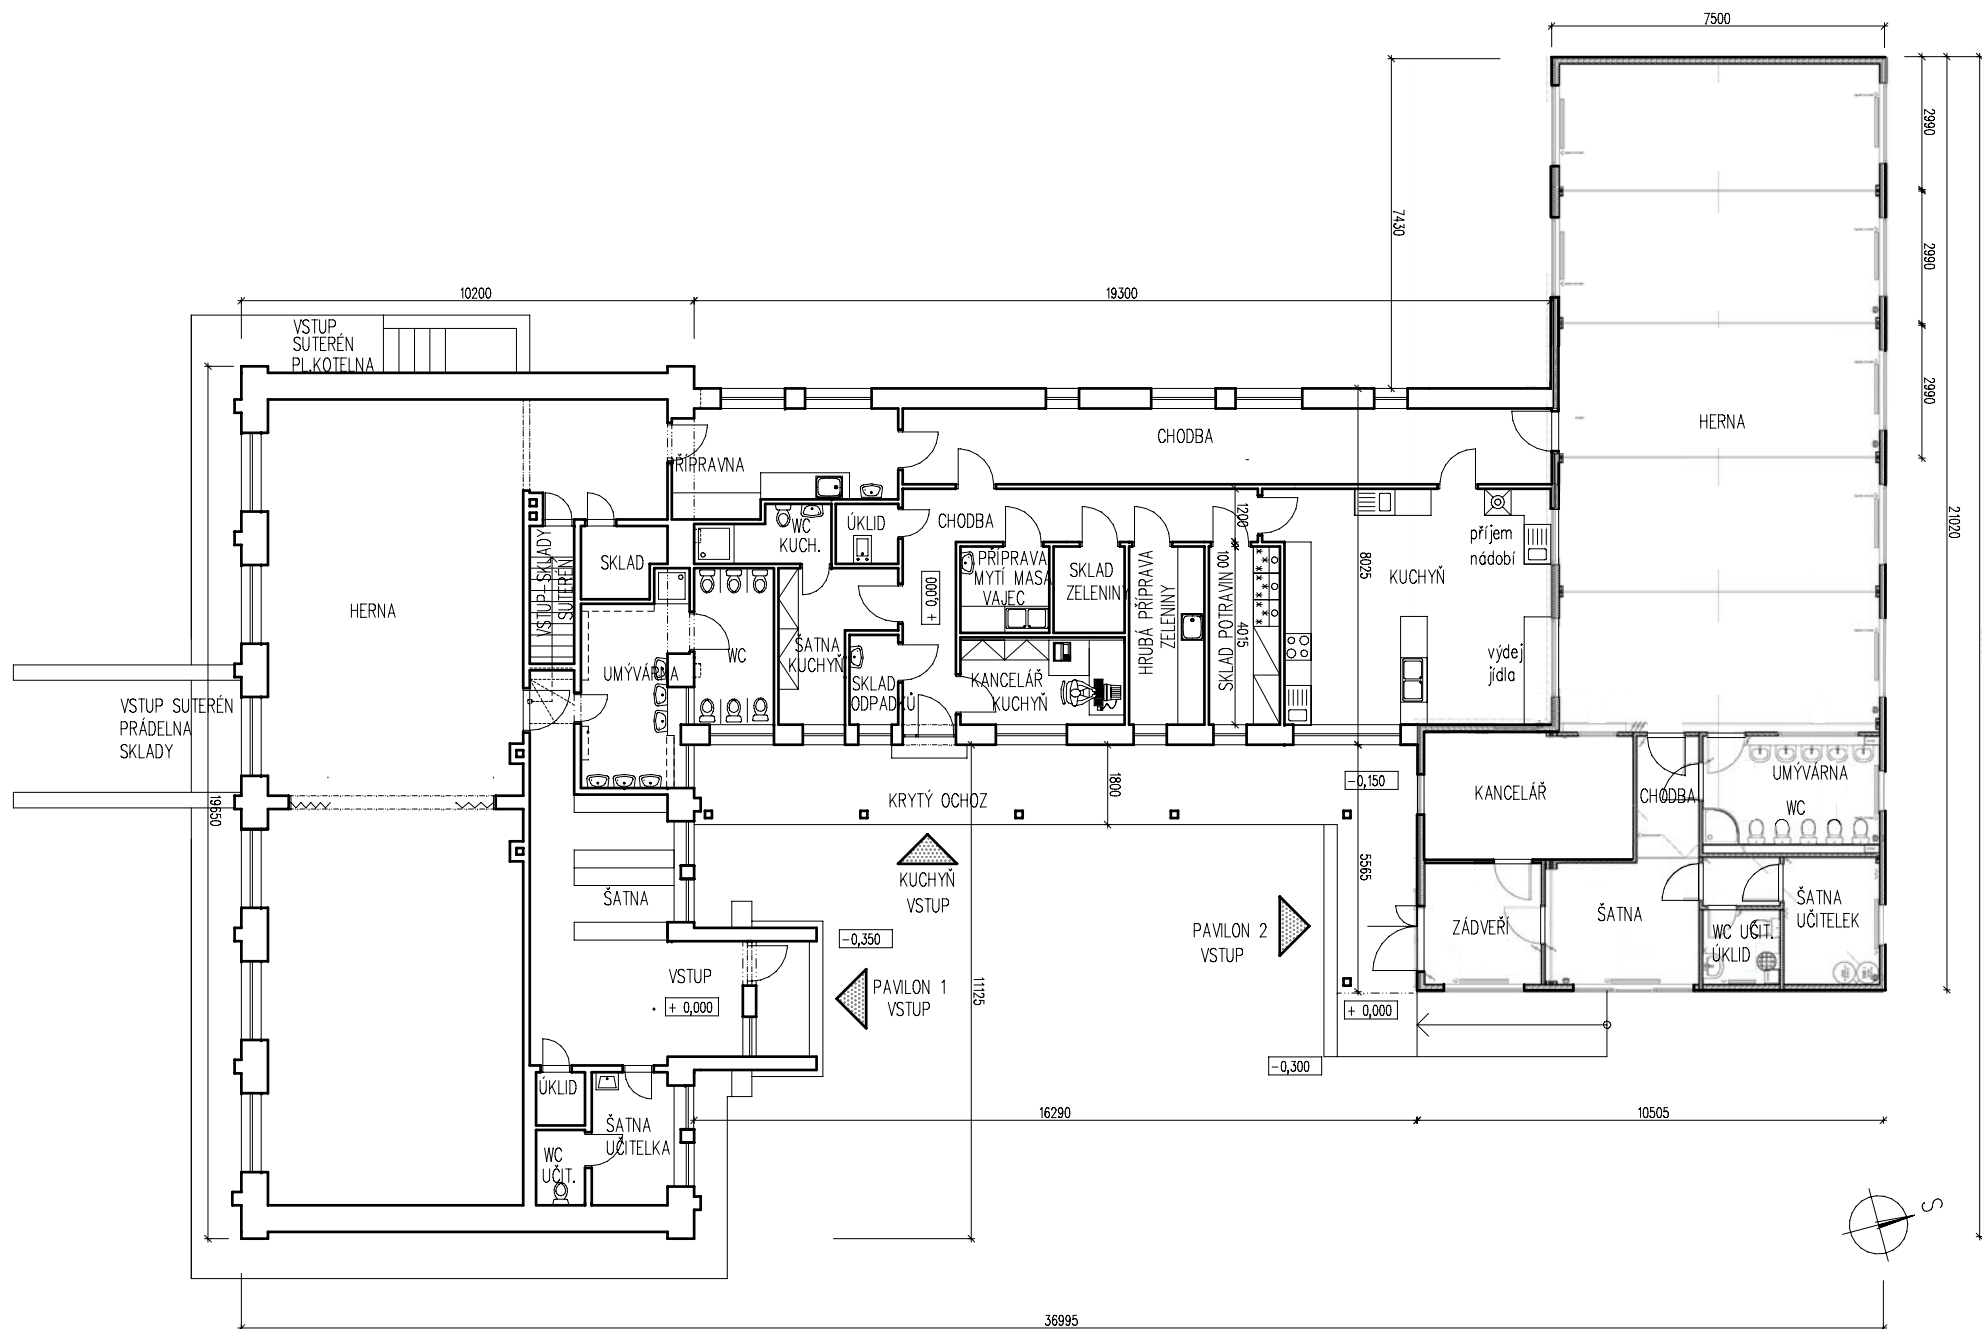 7500
2990
7430
2990
21020
10200
19300
VSTUP
SUTERÉN
PL.KOTELNA
2990
HERNA
CHODBA
PŘÍPRAVNA
WC
KUCH.
ÚKLID
CHODBA
1200
příjem
nádobí
8025
KUCHYŇ
SKLAD
VSTUP-SKLADY
SUTERÉN
PŘÍPRAVA
MYTÍ MASA
VAJEC
SKLAD
ZELENINY
HRUBÁ PŘÍPRAVA
ZELENINY
100
SKLAD POTRAVIN
4015
+ 0,000
HERNA
UMÝVÁRNA
WC
ŠATNA
KUCHYŇ
SKLAD
ODPADKŮ
KANCELÁŘ
KUCHYŇ
výdej
jídla
VSTUP SUTERÉN
PRÁDELNA
SKLADY
19650
KRYTÝ OCHOZ
1800
-0,150
KANCELÁŘ
CHODBA
UMÝVÁRNA
WC
5565
KUCHYŇ
VSTUP
ŠATNA
-0,350
PAVILON 2
VSTUP
ZÁDVEŘÍ
ŠATNA
WC UČIT.
ÚKLID
ŠATNA
UČITELEK
VSTUP
+ 0,000
PAVILON 1
VSTUP
11125
+ 0,000
-0,300
ÚKLID
ŠATNA
UČITELKA
WC
UČIT.
16290
10505
S
36995